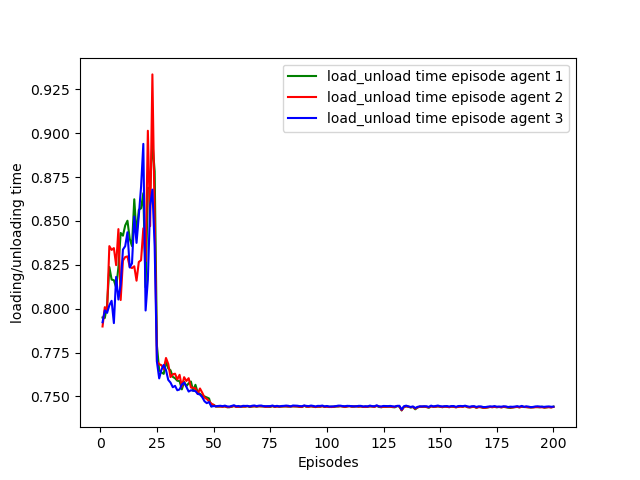 load_unload time episode agent 1
load_unload time episode agent 2
load_unload time episode agent 3
loading/unloading time
0.925
0.900
0.875
0.850
0.825
0.800
0.775
0.750
0 25 50 75 100 125 150 175 200
Episodes